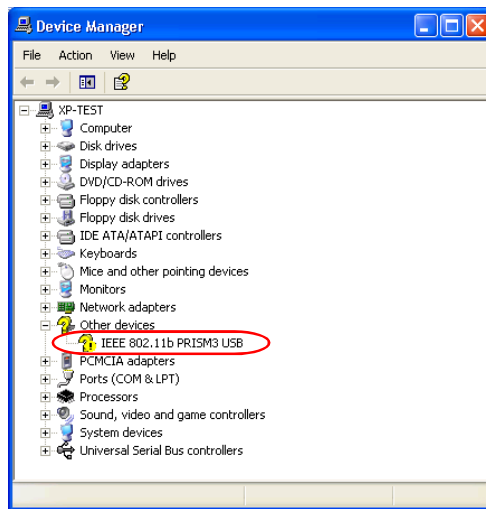 Device Manager
File Action View Help
XP-TEST
Computer
Disk drives
Display adapters
DVD/CD-ROM drives
Floppy disk controllers
Floppy disk drives
IDE ATA/ATAPI controllers
Keyboards
Mice and other pointing devices
Monitors
Network adapters
Other devices
IEEE 802.11b PRISM3 USB
PCMCIA adapters
Ports (COM & LPT)
Processors
Sound, video and game controllers
System devices
Universal Serial Bus controllers